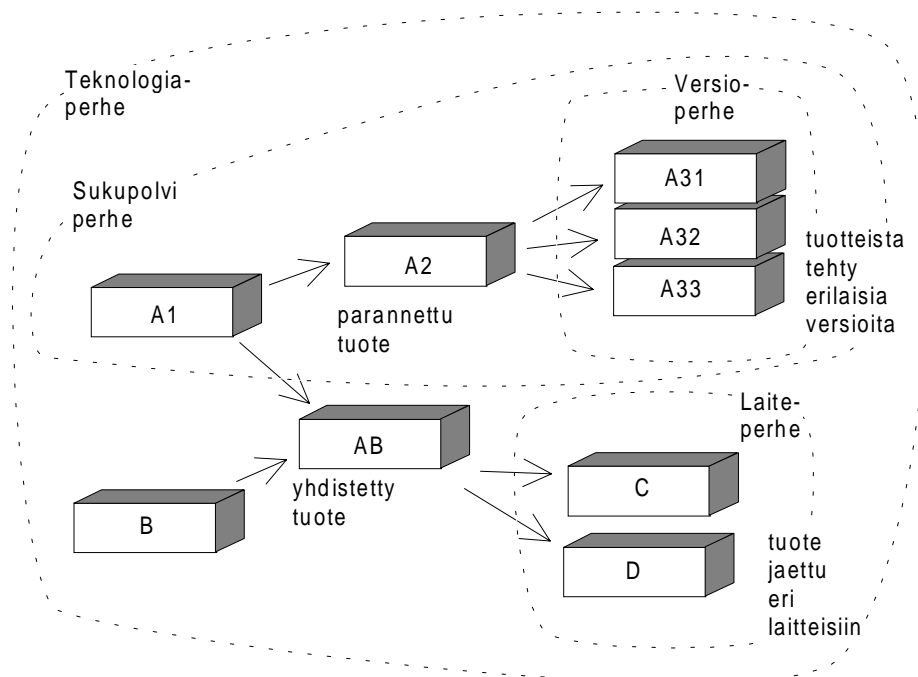 Teknologia-
perhe
Versio-
perhe
Sukupolvi
perhe
A31
A32
A33
A2
A1
tuotteista
tehty
erilaisia
versioita
parannettu
tuote
Laite-
perhe
AB
yhdistetty
tuote
B
C
D
tuote
jaettu
eri
laitteisiin